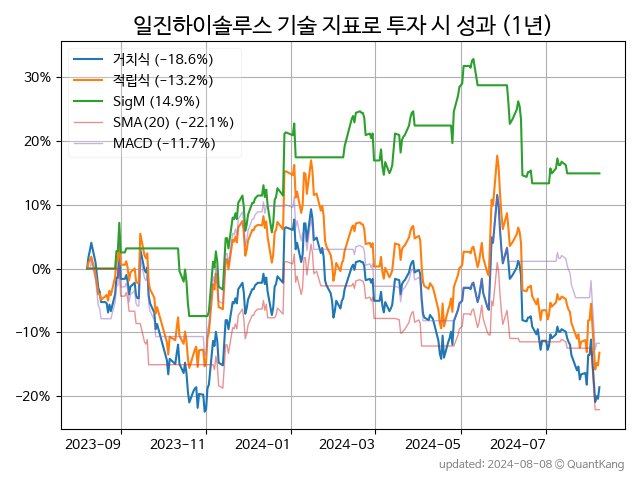 일진하이솔루스 기술 지표로 투자 시 성과 (1년)
거치식 (−18.6%)
적립식 (−13.2%)
SigM (14.9%)
SMA(20) (−22.1%)
MACD (−11.7%)
30%
20%
10%
0%
−10%
−20%
2023-09 2023-11 2024-01 2024-03 2024-05 2024-07
updated: 2024-08-08 © QuantKang